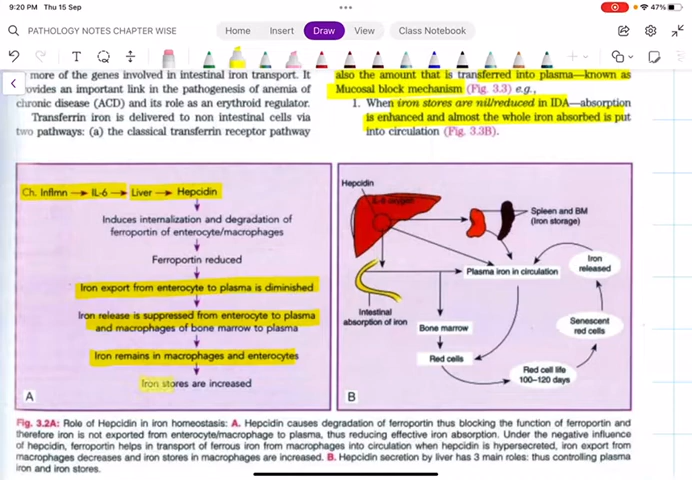 9:20 PM Thu 15 Sep
47%
PATHOLOGY NOTES CHAPTER WISE
Home
Insert
Draw
View
Class Notebook
more of the genes involved in intestinal iron transport. It
ovides an important link in the pathogenesis of anemia of
chronic disease (ACD) and its role as an erythroid regulator.
Transferrin iron is delivered to non intestinal cells via
two pathways: (a) the classical transferrin receptor pathway
also the amount that is transferred into plasma—known as
Mucosal block mechanism (Fig. 3.3) e.g.,
1. When iron stores are nil/reduced in IDA—absorption
is enhanced and almost the whole iron absorbed is put
into circulation (Fig. 3.3B).
Ch. Inflmn → IL-6 → Liver → Hepcidin
Induces internalization and degradation of
ferroportin of enterocyte/macrophages
Ferroportin reduced
Iron export from enterocyte to plasma is diminished
Iron release is suppressed from enterocyte to plasma
and macrophages of bone marrow to plasma
Iron remains in macrophages and enterocytes
Iron stores are increased
A
Hepcidin
Spleen and BM
(Iron storage)
Plasma iron in circulation
Iron
released
Intestinal
absorption of iron
Bone marrow
Senescent
red cells
Red cells
Red cell life
100–120 days
B
Fig. 3.2A: Role of Hepcidin in iron homeostasis: A. Hepcidin causes degradation of ferroportin thus blocking the function of ferroportin and
therefore iron is not exported from enterocyte/macrophage to plasma, thus reducing effective iron absorption. Under the negative influence
of hepcidin, ferroportin helps in transport of ferrous iron from macrophages into circulation when hepcidin is hypersecreted, iron export from
macrophages decreases and iron stores in macrophages are increased. B. Hepcidin secretion by liver has 3 main roles: thus controlling plasma
iron and iron stores.